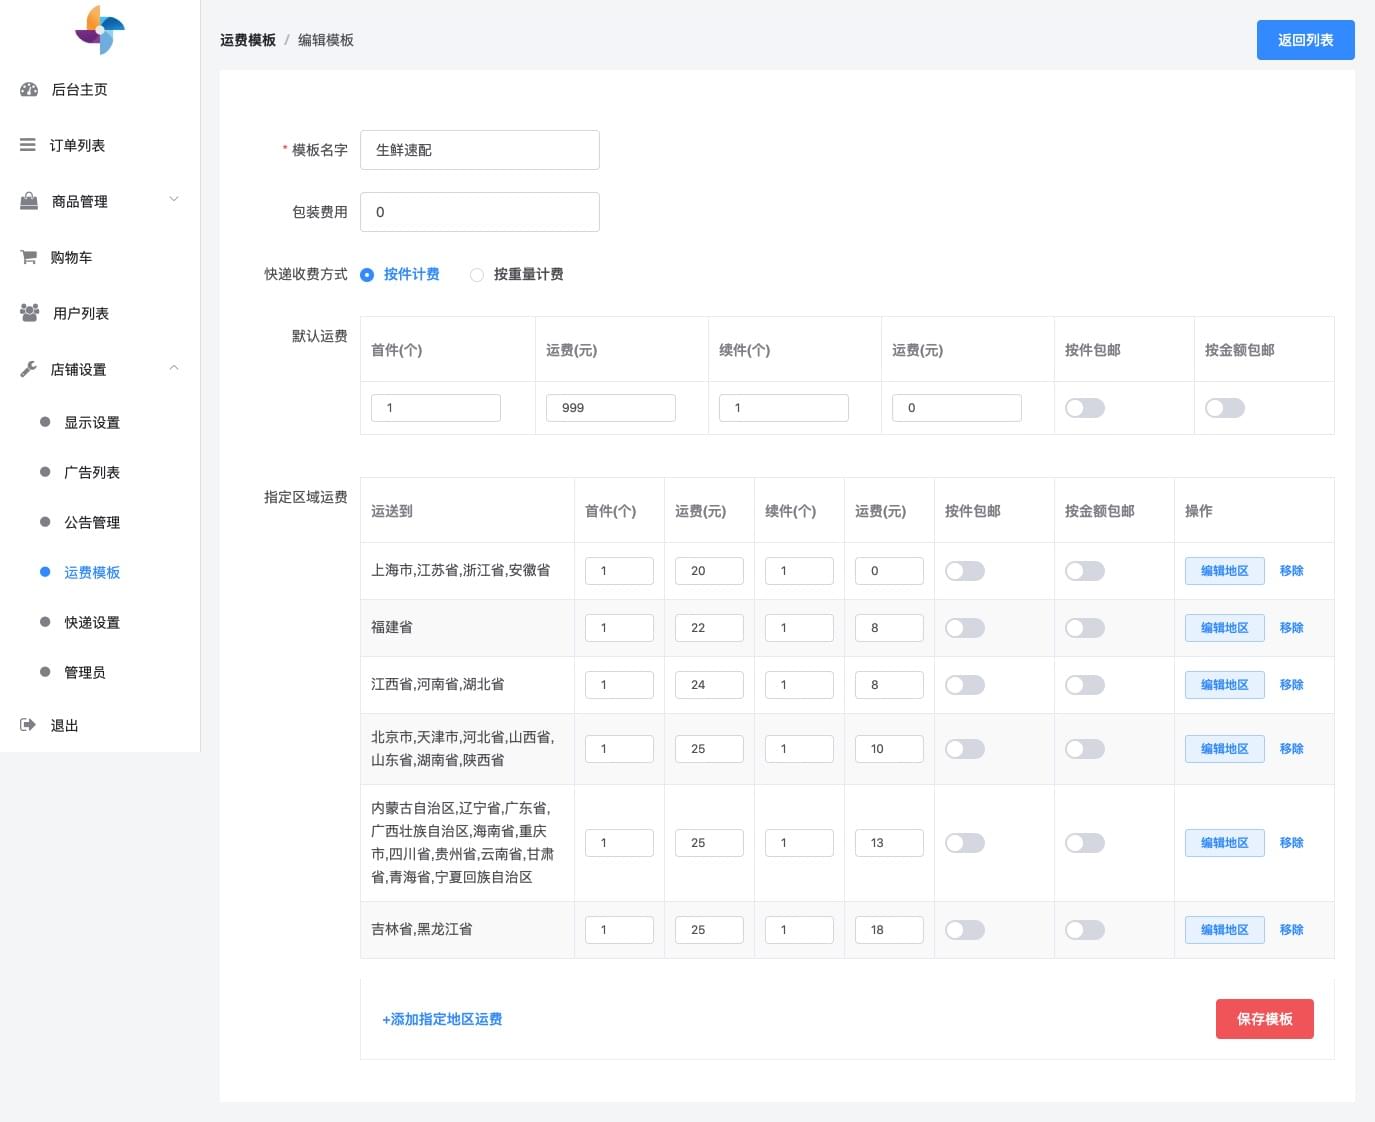 运费模板 / 编辑模板
返回列表
后台主页
订单列表
商品管理
购物车
用户列表
店铺设置
显示设置
广告列表
公告管理
运费模板
快递设置
管理员
退出
* 模板名字 生鲜速配
包装费用 0
快递收费方式 按件计费 按重量计费
默认运费
首件(个) 运费(元) 续件(个) 运费(元) 按件包邮 按金额包邮
1 999 1 0
指定区域运费
运送到 首件(个) 运费(元) 续件(个) 运费(元) 按件包邮 按金额包邮 操作
上海市,江苏省,浙江省,安徽省 1 20 1 0 编辑地区 移除
福建省 1 22 1 8 编辑地区 移除
江西省,河南省,湖北省 1 24 1 8 编辑地区 移除
北京市,天津市,河北省,山西省,
山东省,湖南省,陕西省 1 25 1 10 编辑地区 移除
内蒙古自治区,辽宁省,广东省,
广西壮族自治区,海南省,重庆
市,四川省,贵州省,云南省,甘肃
省,青海省,宁夏回族自治区 1 25 1 13 编辑地区 移除
吉林省,黑龙江省 1 25 1 18 编辑地区 移除
+添加指定地区运费
保存模板